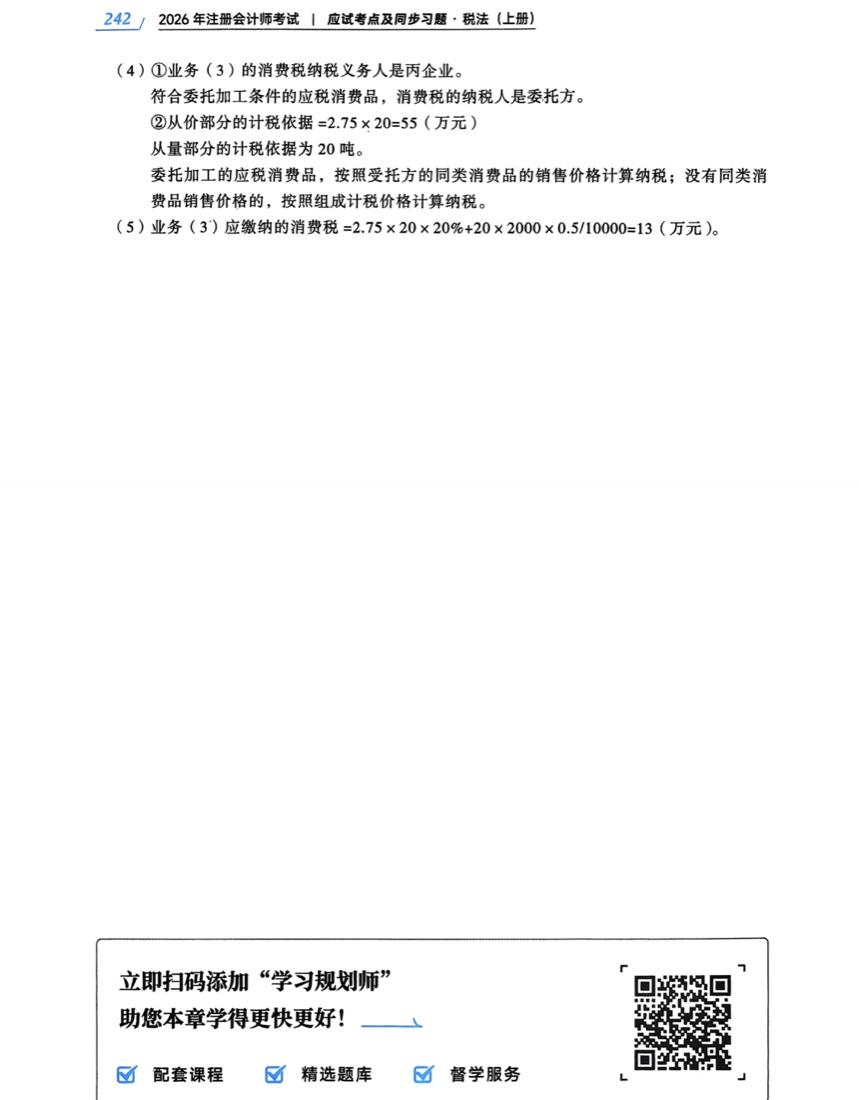 242 / 2026 年注册会计师考试 | 应试考点及同步习题 · 税法（上册）
（4）①业务（3）的消费税纳税义务人是丙企业。
符合委托加工条件的应税消费品，消费税的纳税人是委托方。
②从价部分的计税依据 =2.75 × 20=55（万元）
从量部分的计税依据为 20 吨。
委托加工的应税消费品，按照受托方的同类消费品的销售价格计算纳税；没有同类消
费品销售价格的，按照组成计税价格计算纳税。
（5）业务（3）应缴纳的消费税 =2.75 × 20 × 20%+20 × 2000 × 0.5/10000=13（万元）。
立即扫码添加“学习规划师”
助您本章学得更快更好！
配套课程 精选题库 督学服务